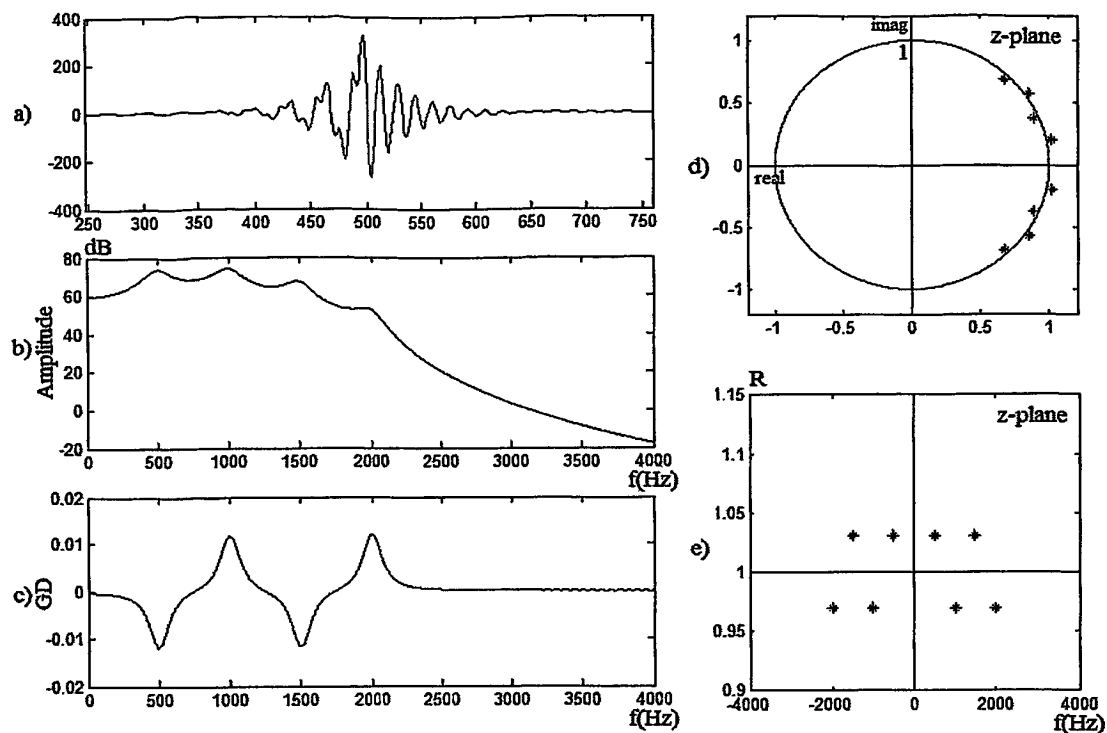 a)
400
200
0
-200
-400
250 300 350 400 450 500 550 600 650 700 750
dB
b)
Amplitude
80
60
40
20
0
-20
0 500 1000 1500 2000 2500 3000 3500 4000
f(Hz)
c)
GD
0.02
0.01
0
-0.01
-0.02
0 500 1000 1500 2000 2500 3000 3500 4000
f(Hz)
d)
imag
z-plane
1
real
1
0.5
0
-0.5
-1
-1 -0.5 0 0.5 1
e)
R
z-plane
1.15
1.1
1.05
1
0.95
0.9
-4000 -2000 0 2000 4000
f(Hz)